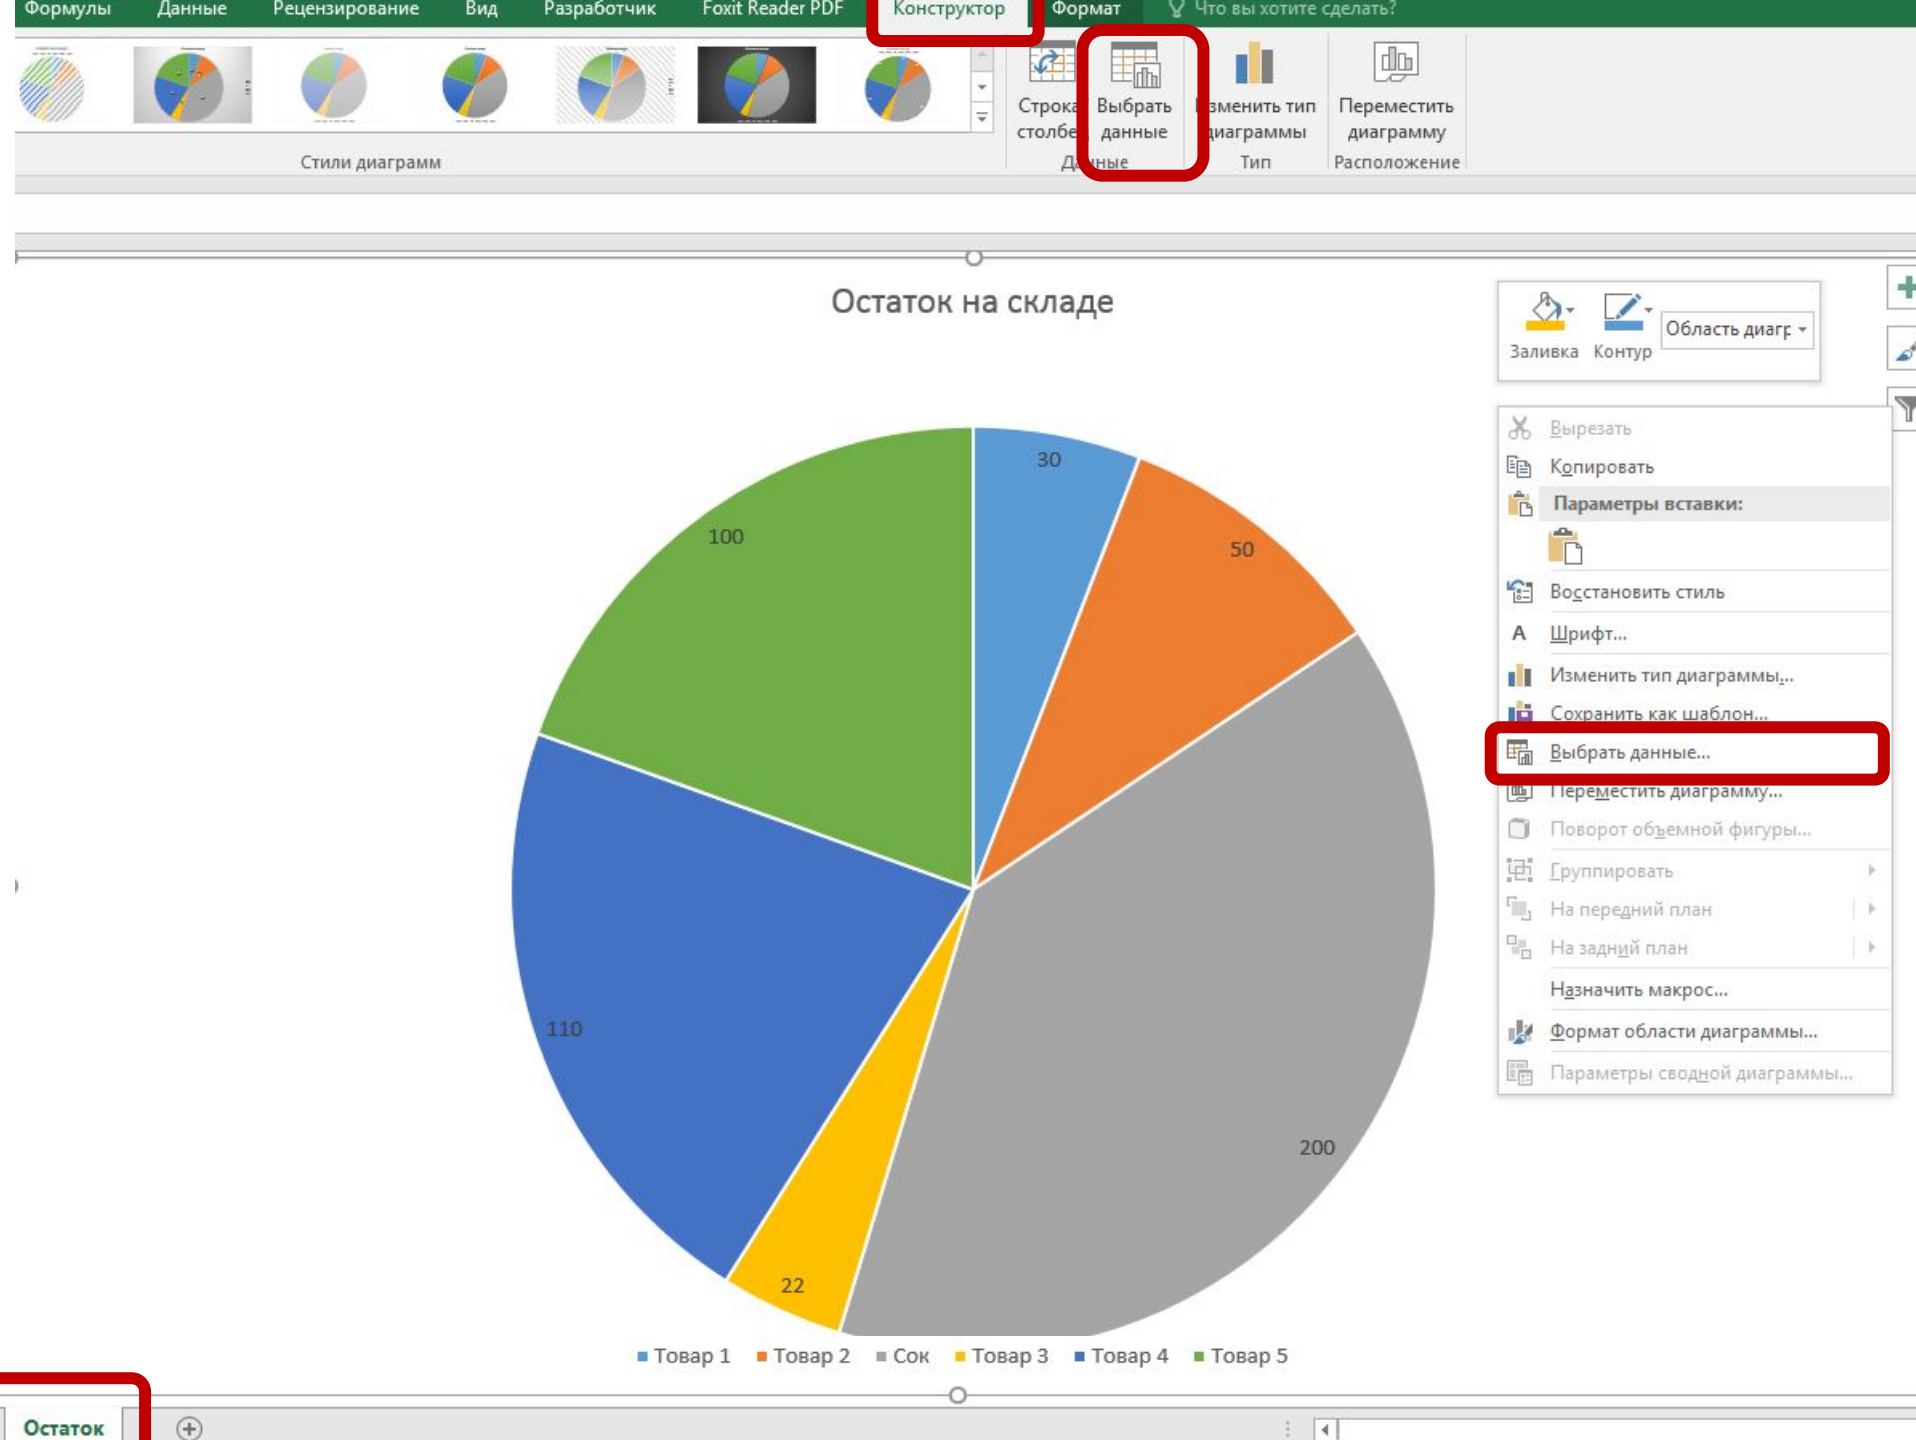 Формулы Данные Рецензирование Вид Разработчик Foxit Reader PDF Конструктор Формат Что вы хотите сделать?
Строка Выбрать Изменить тип Переместить
данные диаграммы диаграмму
Стили диаграмм Данные Тип Расположение
Остаток на складе
Заливка Контур Область диагр
Вырезать
Копировать
Параметры вставки:
Восстановить стиль
A Шрифт...
Изменить тип диаграммы...
Сохранить как шаблон...
Выбрать данные...
Переместить диаграмму...
Поворот объемной фигуры...
Группировать
На передний план
На задний план
Назначить макрос...
Формат области диаграммы...
Параметры сводной диаграммы...
30
50
100
110
200
22
Товар 1 Товар 2 Сок Товар 3 Товар 4 Товар 5
Остаток